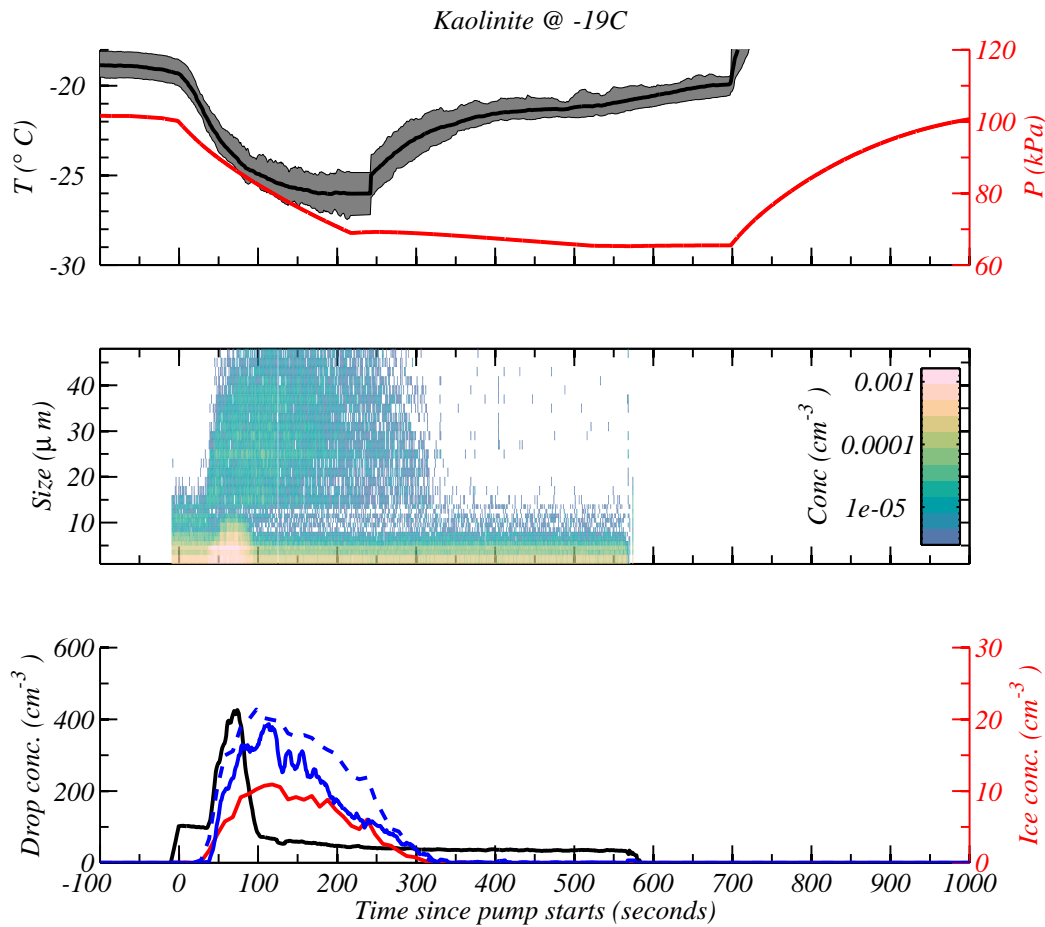 Kaolinite @ -19C
T (° C)
-20
-25
-30
120
100
80
60
P (kPa)
Size (μ m)
40
30
20
10
Conc (cm-3)
0.001
0.0001
1e-05
Drop conc. (cm-3)
600
400
200
0
30
20
10
0
Ice conc. (cm-3)
-100 0 100 200 300 400 500 600 700 800 900 1000
Time since pump starts (seconds)